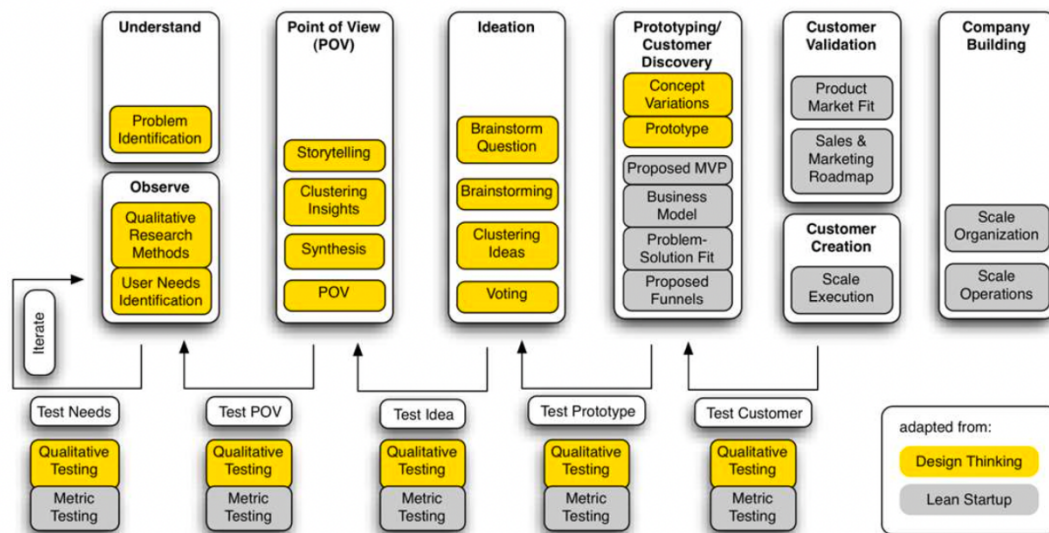 Understand
Problem
Identification
Observe
Qualitative
Research
Methods
User Needs
Identification
Point of View
(POV)
Storytelling
Clustering
Insights
Synthesis
POV
Ideation
Brainstorm
Question
Brainstorming
Clustering
Ideas
Voting
Prototyping/
Customer
Discovery
Concept
Variations
Prototype
Proposed MVP
Business
Model
Problem-
Solution Fit
Proposed
Funnels
Customer
Validation
Product
Market Fit
Sales &
Marketing
Roadmap
Customer
Creation
Scale
Execution
Company
Building
Scale
Organization
Scale
Operations
Iterate
Test Needs
Qualitative
Testing
Metric
Testing
Test POV
Qualitative
Testing
Metric
Testing
Test Idea
Qualitative
Testing
Metric
Testing
Test Prototype
Qualitative
Testing
Metric
Testing
Test Customer
Qualitative
Testing
Metric
Testing
adapted from:
Design Thinking
Lean Startup